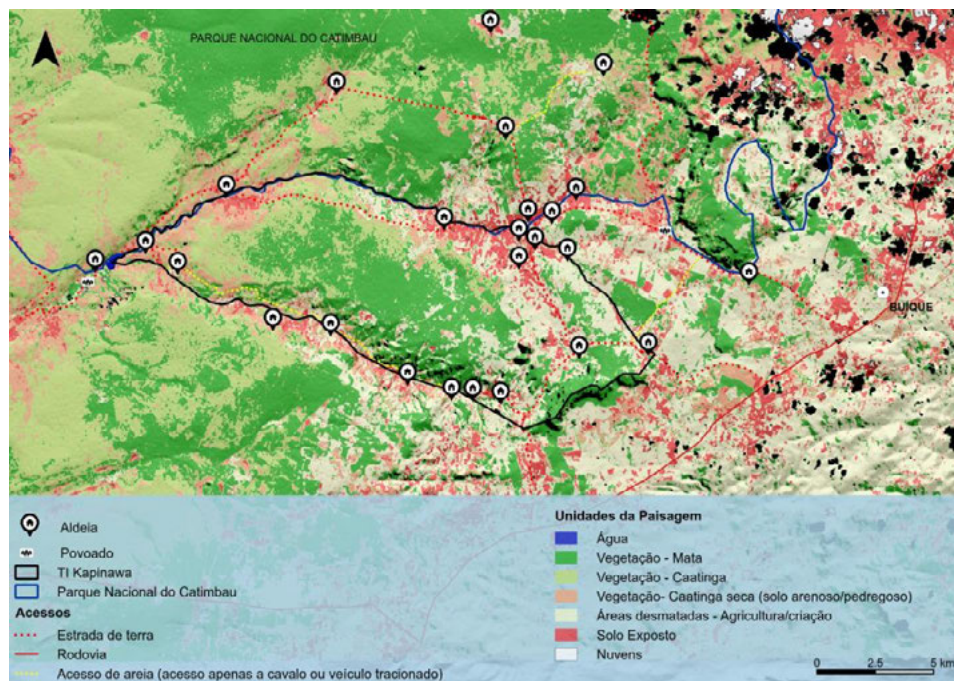 PARQUE NACIONAL DO CATIMBAU
BUIQUE
Aldeia
Povoado
TI Kapinawa
Parque Nacional do Catimbau
Acessos
Estrada de terra
Rodovia
Acesso de areia (acesso apenas a cavalo ou veículo tracionado)
Unidades da Paisagem
Água
Vegetação - Mata
Vegetação - Caatinga
Vegetação- Caatinga seca (solo arenoso/pedregoso)
Áreas desmatadas - Agricultura/criação
Solo Exposto
Nuvens
0 2.5 5 km